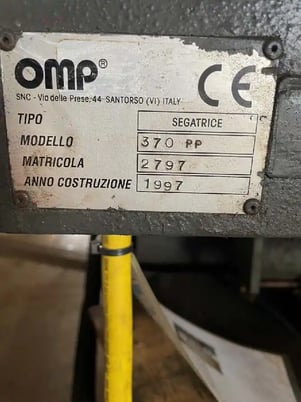 OMP®
CE
SNC - Via delle Prese, 44 SANTORSO (VI) ITALY
TIPO SEGATRICE
MODELLO 370 PP
MATRICOLA 2797
ANNO COSTRUZIONE 1997